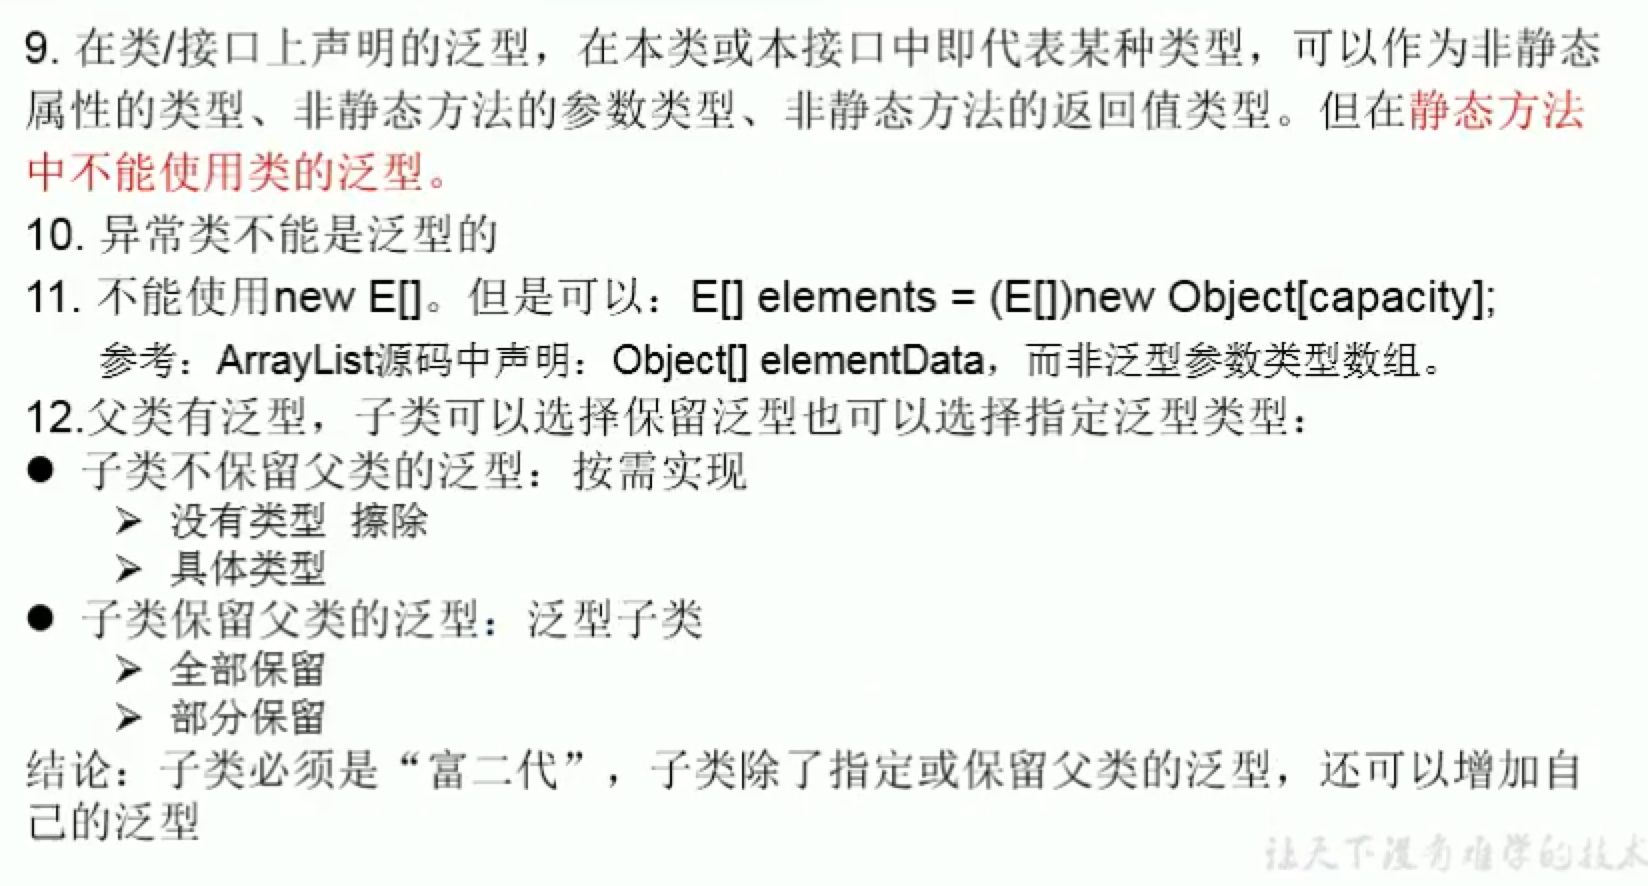 9. 在类/接口上声明的泛型，在本类或本接口中即代表某种类型，可以作为非静态
属性的类型、非静态方法的参数类型、非静态方法的返回值类型。但在静态方法
中不能使用类的泛型。
10. 异常类不能是泛型的
11. 不能使用new E[]。但是可以：E[] elements = (E[])new Object[capacity];
参考：ArrayList源码中声明：Object[] elementData，而非泛型参数类型数组。
12.父类有泛型，子类可以选择保留泛型也可以选择指定泛型类型：
● 子类不保留父类的泛型：按需实现
➢ 没有类型 擦除
➢ 具体类型
● 子类保留父类的泛型：泛型子类
➢ 全部保留
➢ 部分保留
结论：子类必须是“富二代”，子类除了指定或保留父类的泛型，还可以增加自
己的泛型
让天下没有难学的技术